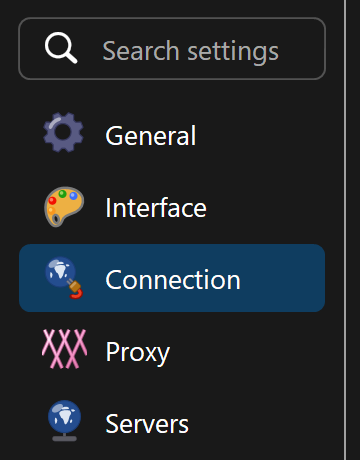 Search settings
General
Interface
Connection
Proxy
Servers